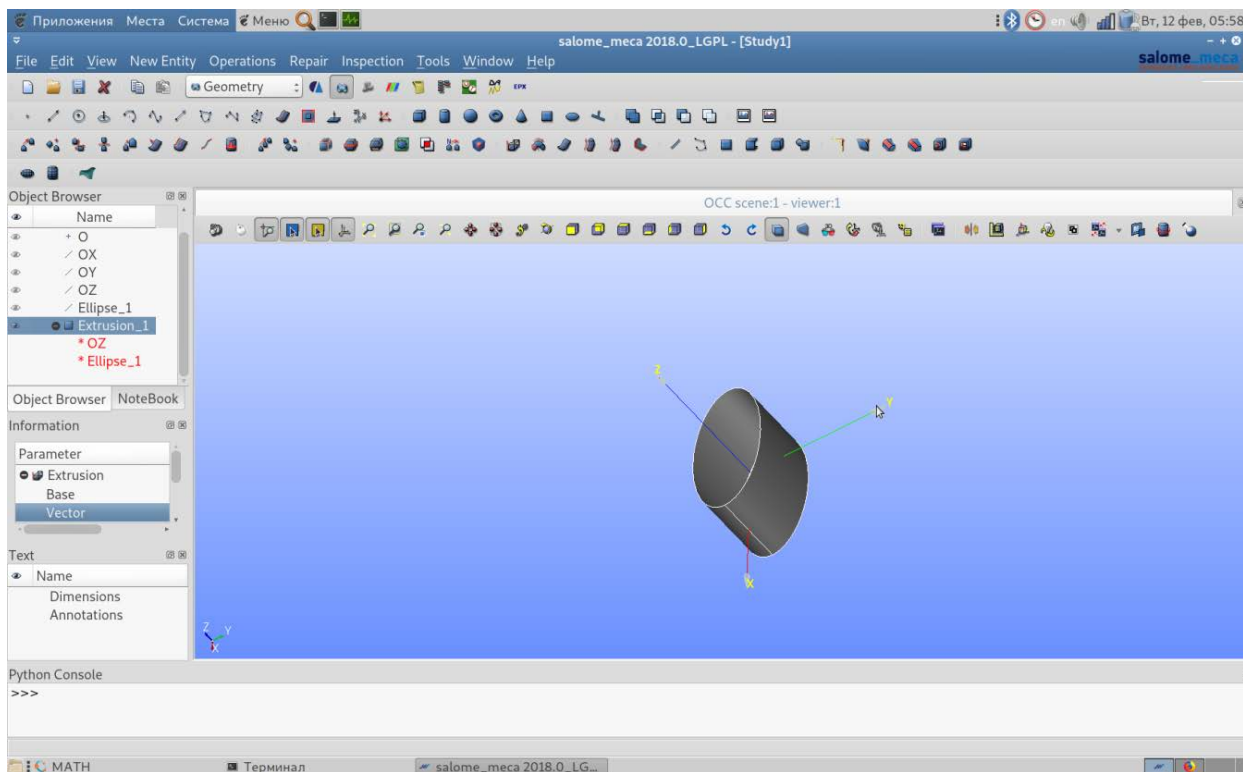 Приложения Места Система Меню en Вт, 12 фев, 05:58
salome_meca 2018.0_LGPL - [Study1]
File Edit View New Entity Operations Repair Inspection Tools Window Help
salome_meca
Geometry
EPX
Object Browser
OCC scene:1 - viewer:1
Name
O
OX
OY
OZ
Ellipse_1
Extrusion_1
* OZ
* Ellipse_1
Z
Y
X
Object Browser NoteBook
Information
Parameter
Extrusion
Base
Vector
Text
Name
Dimensions
Annotations
Z Y
X
Python Console
>>>
MATH Терминал salome_meca 2018.0_LG...